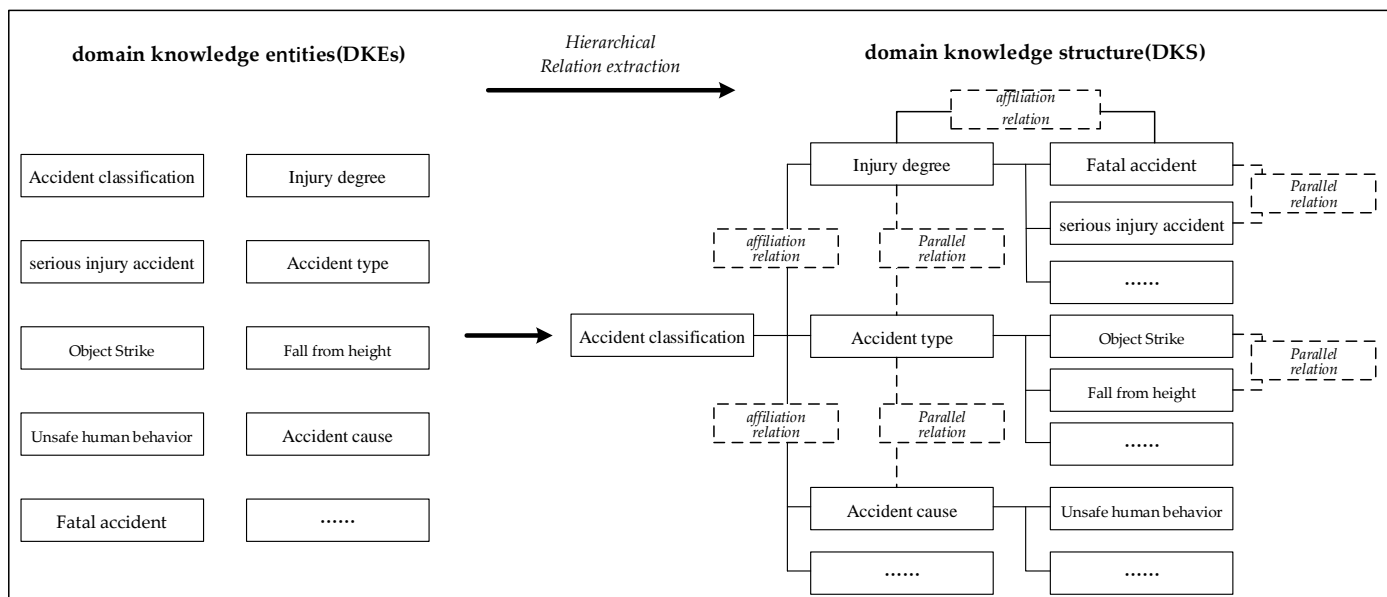 domain knowledge entities(DKEs)
Hierarchical
Relation extraction
domain knowledge structure(DKS)
Accident classification
Injury degree
serious injury accident
Accident type
Object Strike
Fall from height
Unsafe human behavior
Accident cause
Fatal accident
......
affiliation
relation
Injury degree
Fatal accident
Parallel
relation
serious injury accident
affiliation
relation
Parallel
relation
......
Accident classification
Accident type
Object Strike
Parallel
relation
Fall from height
affiliation
relation
Parallel
relation
......
Accident cause
Unsafe human behavior
......
......